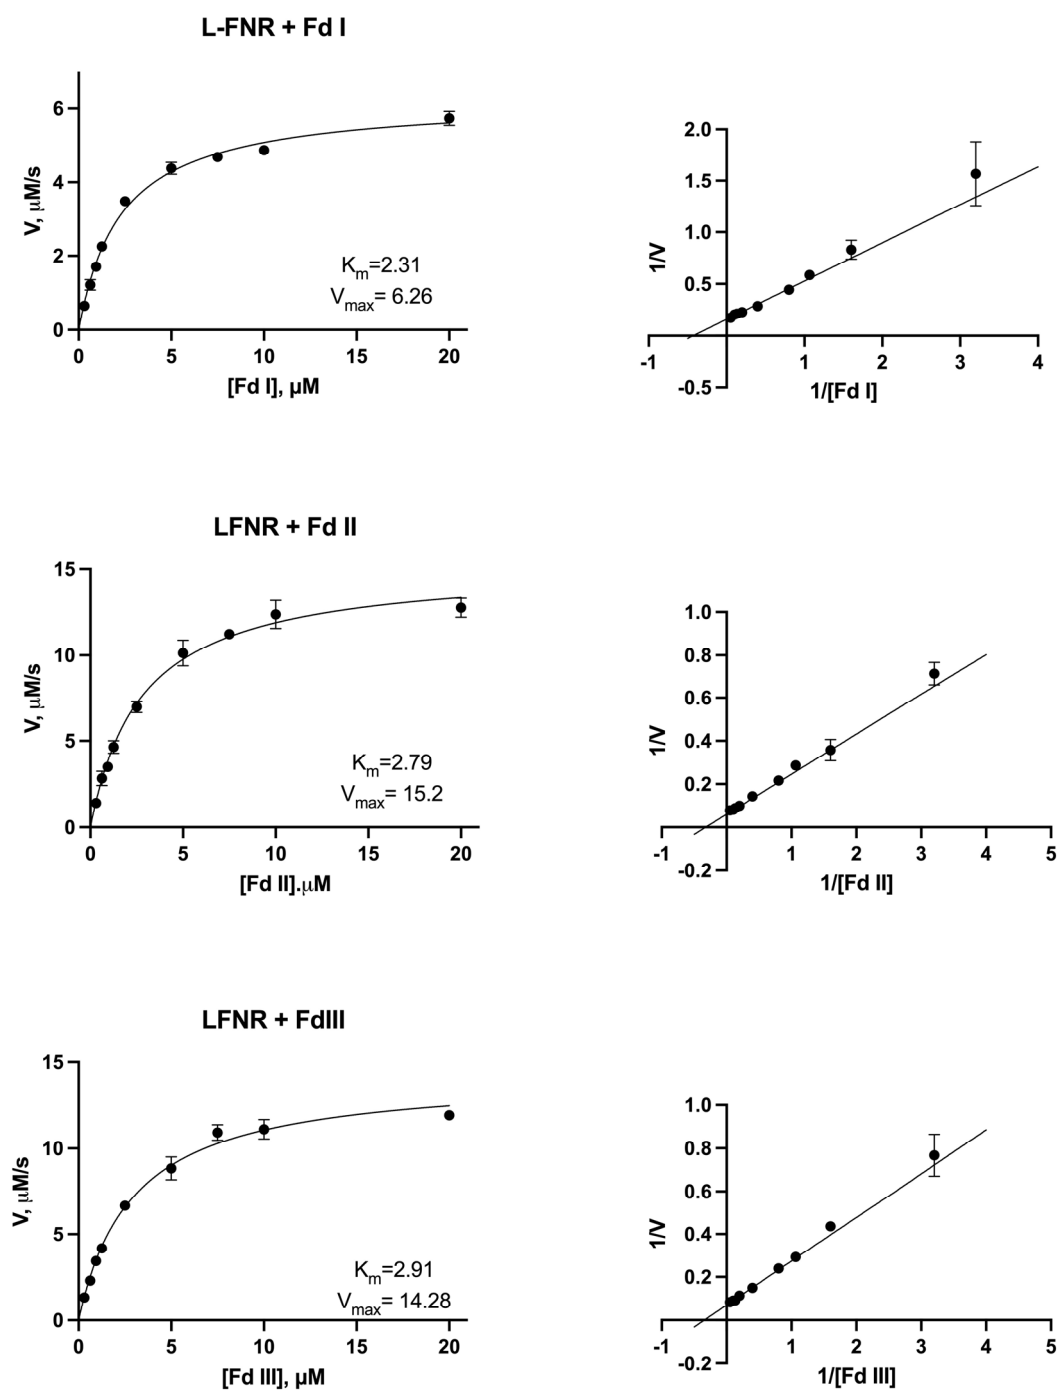 L-FNR + Fd I
6
4
2
0
V, μM/s
0 5 10 15 20
[Fd I], μM
Km=2.31
Vmax= 6.26
2.0
1.5
1.0
0.5
-0.5
1/V
-1 1 2 3 4
1/[Fd I]
LFNR + Fd II
15
10
5
0
V, μM/s
0 5 10 15 20
[Fd II].μM
Km=2.79
Vmax= 15.2
1.0
0.8
0.6
0.4
0.2
-0.2
1/V
-1 1 2 3 4 5
1/[Fd II]
LFNR + FdIII
15
10
5
0
V, μM/s
0 5 10 15 20
[Fd III], μM
Km=2.91
Vmax= 14.28
1.0
0.8
0.6
0.4
0.2
-0.2
1/V
-1 1 2 3 4 5
1/[Fd III]